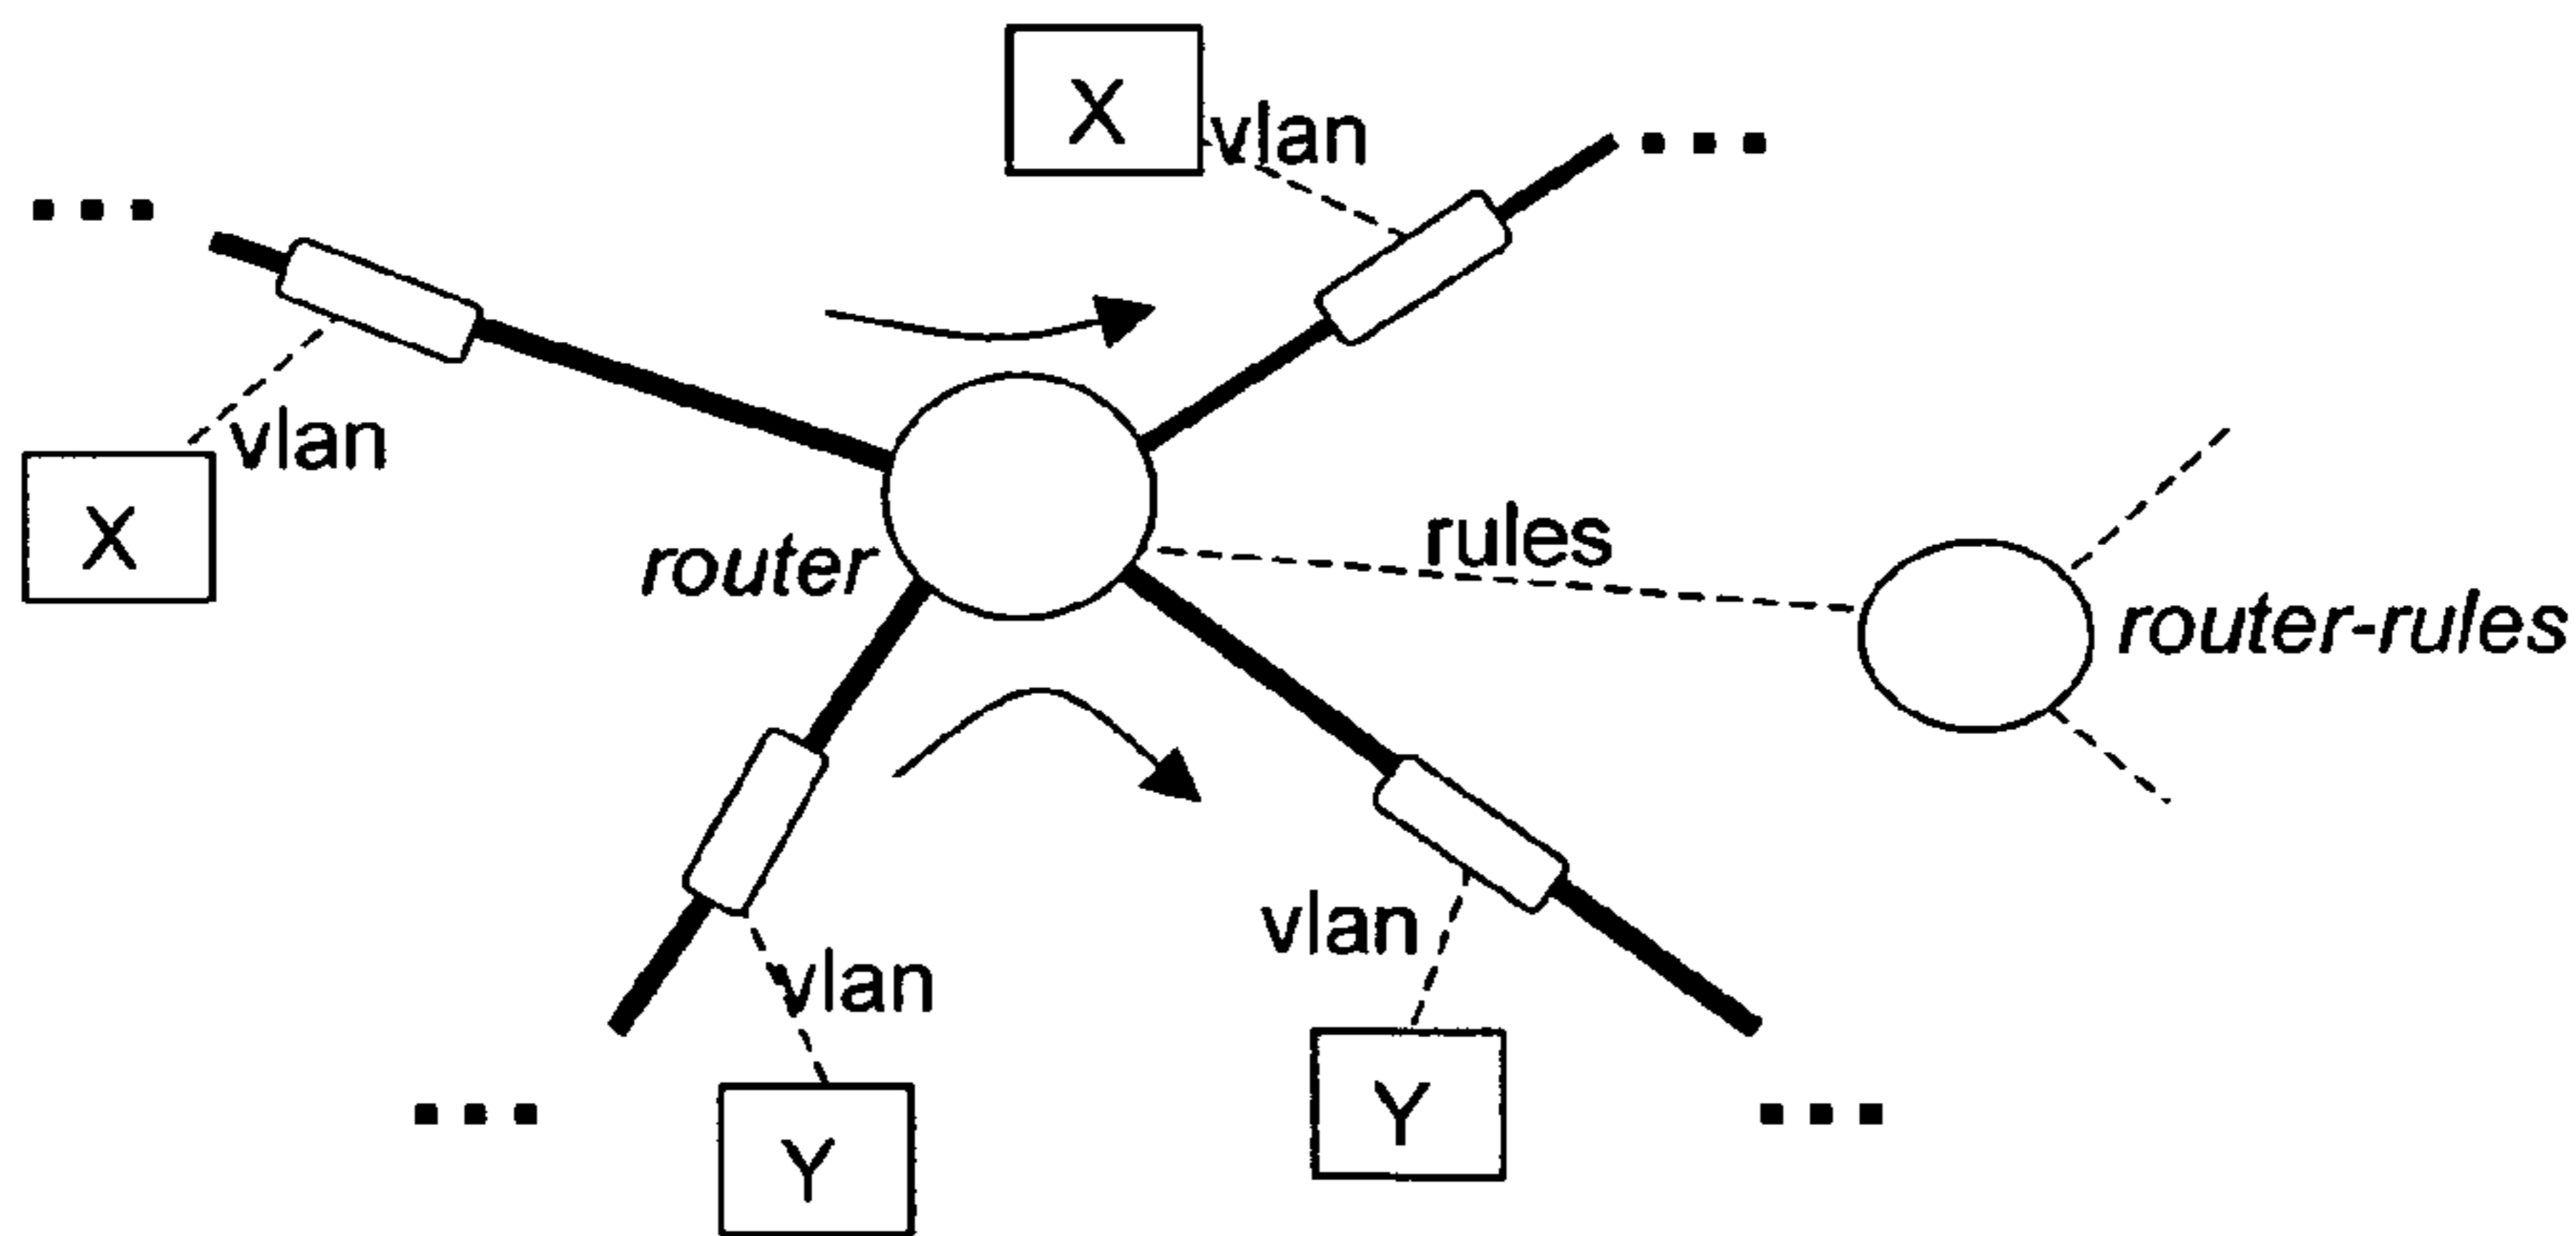 X
vlan
...
...
vlan
X
rules
router
router-rules
vlan
vlan
Y
...
Y
...